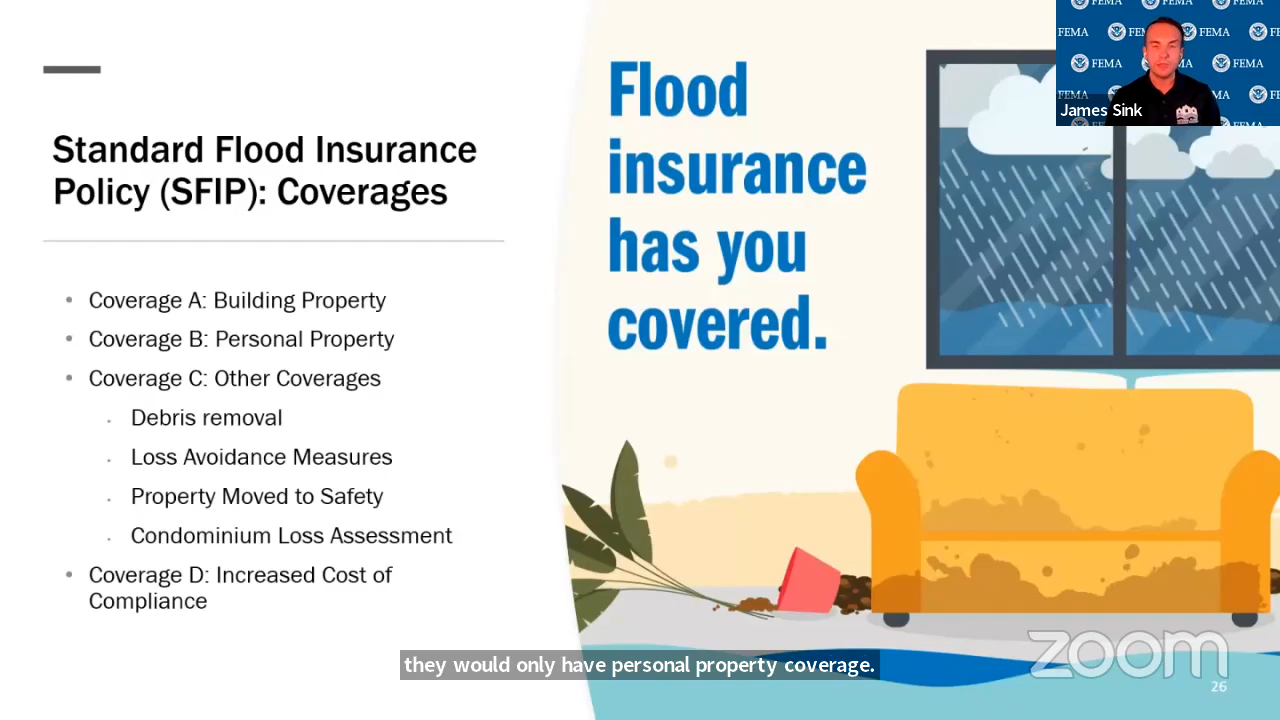 Standard Flood Insurance
Policy (SFIP): Coverages
• Coverage A: Building Property
• Coverage B: Personal Property
• Coverage C: Other Coverages
• Debris removal
• Loss Avoidance Measures
• Property Moved to Safety
• Condominium Loss Assessment
• Coverage D: Increased Cost of
Compliance
Flood
insurance
has you
covered.
FEMA
FEMA
FEMA
FEMA
FEMA
FEMA
James Sink
they would only have personal property coverage.
zoom
26